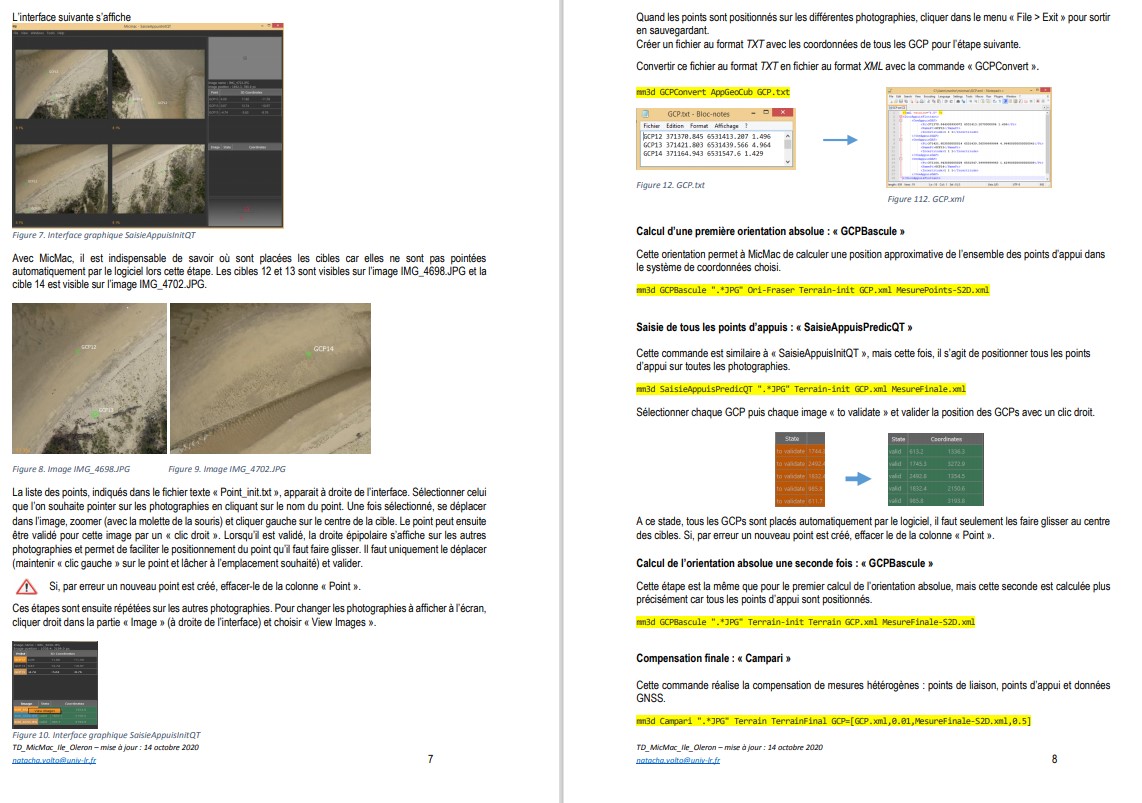 L'interface suivante s'affiche
MicMac - SaisieAppuisInitQT
Figure 7. Interface graphique SaisieAppuisInitQT
Avec MicMac, il est indispensable de savoir où sont placées les cibles car elles ne sont pas pointées
automatiquement par le logiciel lors cette étape. Les cibles 12 et 13 sont visibles sur l'image IMG_4698.JPG et la
cible 14 est visible sur l'image IMG_4702.JPG.
GCP12
GCP13
GCP14
Figure 8. Image IMG_4698.JPG
Figure 9. Image IMG_4702.JPG
La liste des points, indiqués dans le fichier texte « Point_init.txt », apparait à droite de l'interface. Sélectionner celui
que l'on souhaite pointer sur les photographies en cliquant sur le nom du point. Une fois sélectionné, se déplacer
dans l'image, zoomer (avec la molette de la souris) et cliquer gauche sur le centre de la cible. Le point peut ensuite
être validé pour cette image par un « clic droit ». Lorsqu'il est validé, la droite épipolaire s'affiche sur les autres
photographies et permet de faciliter le positionnement du point qu'il faut faire glisser. Il faut uniquement le déplacer
(maintenir « clic gauche » sur le point et lâcher à l'emplacement souhaité) et valider.
Si, par erreur un nouveau point est créé, effacer-le de la colonne « Point ».
Ces étapes sont ensuite répétées sur les autres photographies. Pour changer les photographies à afficher à l'écran,
cliquer droit dans la partie « Image » (à droite de l'interface) et choisir « View Images ».
Figure 10. Interface graphique SaisieAppuisInitQT
TD_MicMac_Ile_Oleron – mise à jour : 14 octobre 2020
natacha.volto@univ-lr.fr
7
Quand les points sont positionnés sur les différentes photographies, cliquer dans le menu « File > Exit » pour sortir
en sauvegardant.
Créer un fichier au format TXT avec les coordonnées de tous les GCP pour l'étape suivante.
Convertir ce fichier au format TXT en fichier au format XML avec la commande « GCPConvert ».
mm3d GCPConvert AppGeoCub GCP.txt
GCP.txt - Bloc-notes
Fichier Edition Format Affichage ?
GCP12 371370.845 6531413.207 1.496
GCP13 371421.803 6531439.566 4.964
GCP14 371164.943 6531547.6 1.429
Figure 12. GCP.txt
Figure 112. GCP.xml
Calcul d'une première orientation absolue : « GCPBascule »
Cette orientation permet à MicMac de calculer une position approximative de l'ensemble des points d'appui dans
le système de coordonnées choisi.
mm3d GCPBascule ".*JPG" Ori-Fraser Terrain-init GCP.xml MesurePoints-S2D.xml
Saisie de tous les points d'appuis : « SaisieAppuisPredicQT »
Cette commande est similaire à « SaisieAppuisInitQT », mais cette fois, il s'agit de positionner tous les points
d'appui sur toutes les photographies.
mm3d SaisieAppuisPredicQT ".*JPG" Terrain-init GCP.xml MesureFinale.xml
Sélectionner chaque GCP puis chaque image « to validate » et valider la position des GCPs avec un clic droit.
State
to validate 1744.
to validate 2492.
to validate 1832.
to validate 985.8
to validate 611.7
State Coordinates
valid 613.2 1336.3
valid 1745.5 3272.9
valid 2492.6 1354.5
valid 1832.4 2150.6
valid 985.8 3193.8
A ce stade, tous les GCPs sont placés automatiquement par le logiciel, il faut seulement les faire glisser au centre
des cibles. Si, par erreur un nouveau point est créé, effacer le de la colonne « Point ».
Calcul de l'orientation absolue une seconde fois : « GCPBascule »
Cette étape est la même que pour le premier calcul de l'orientation absolue, mais cette seconde est calculée plus
précisément car tous les points d'appui sont positionnés.
mm3d GCPBascule ".*JPG" Terrain-init Terrain GCP.xml MesureFinale-S2D.xml
Compensation finale : « Campari »
Cette commande réalise la compensation de mesures hétérogènes : points de liaison, points d'appui et données
GNSS.
mm3d Campari ".*JPG" Terrain TerrainFinal GCP=[GCP.xml,0.01,MesureFinale-S2D.xml,0.5]
TD_MicMac_Ile_Oleron – mise à jour : 14 octobre 2020
natacha.volto@univ-lr.fr
8